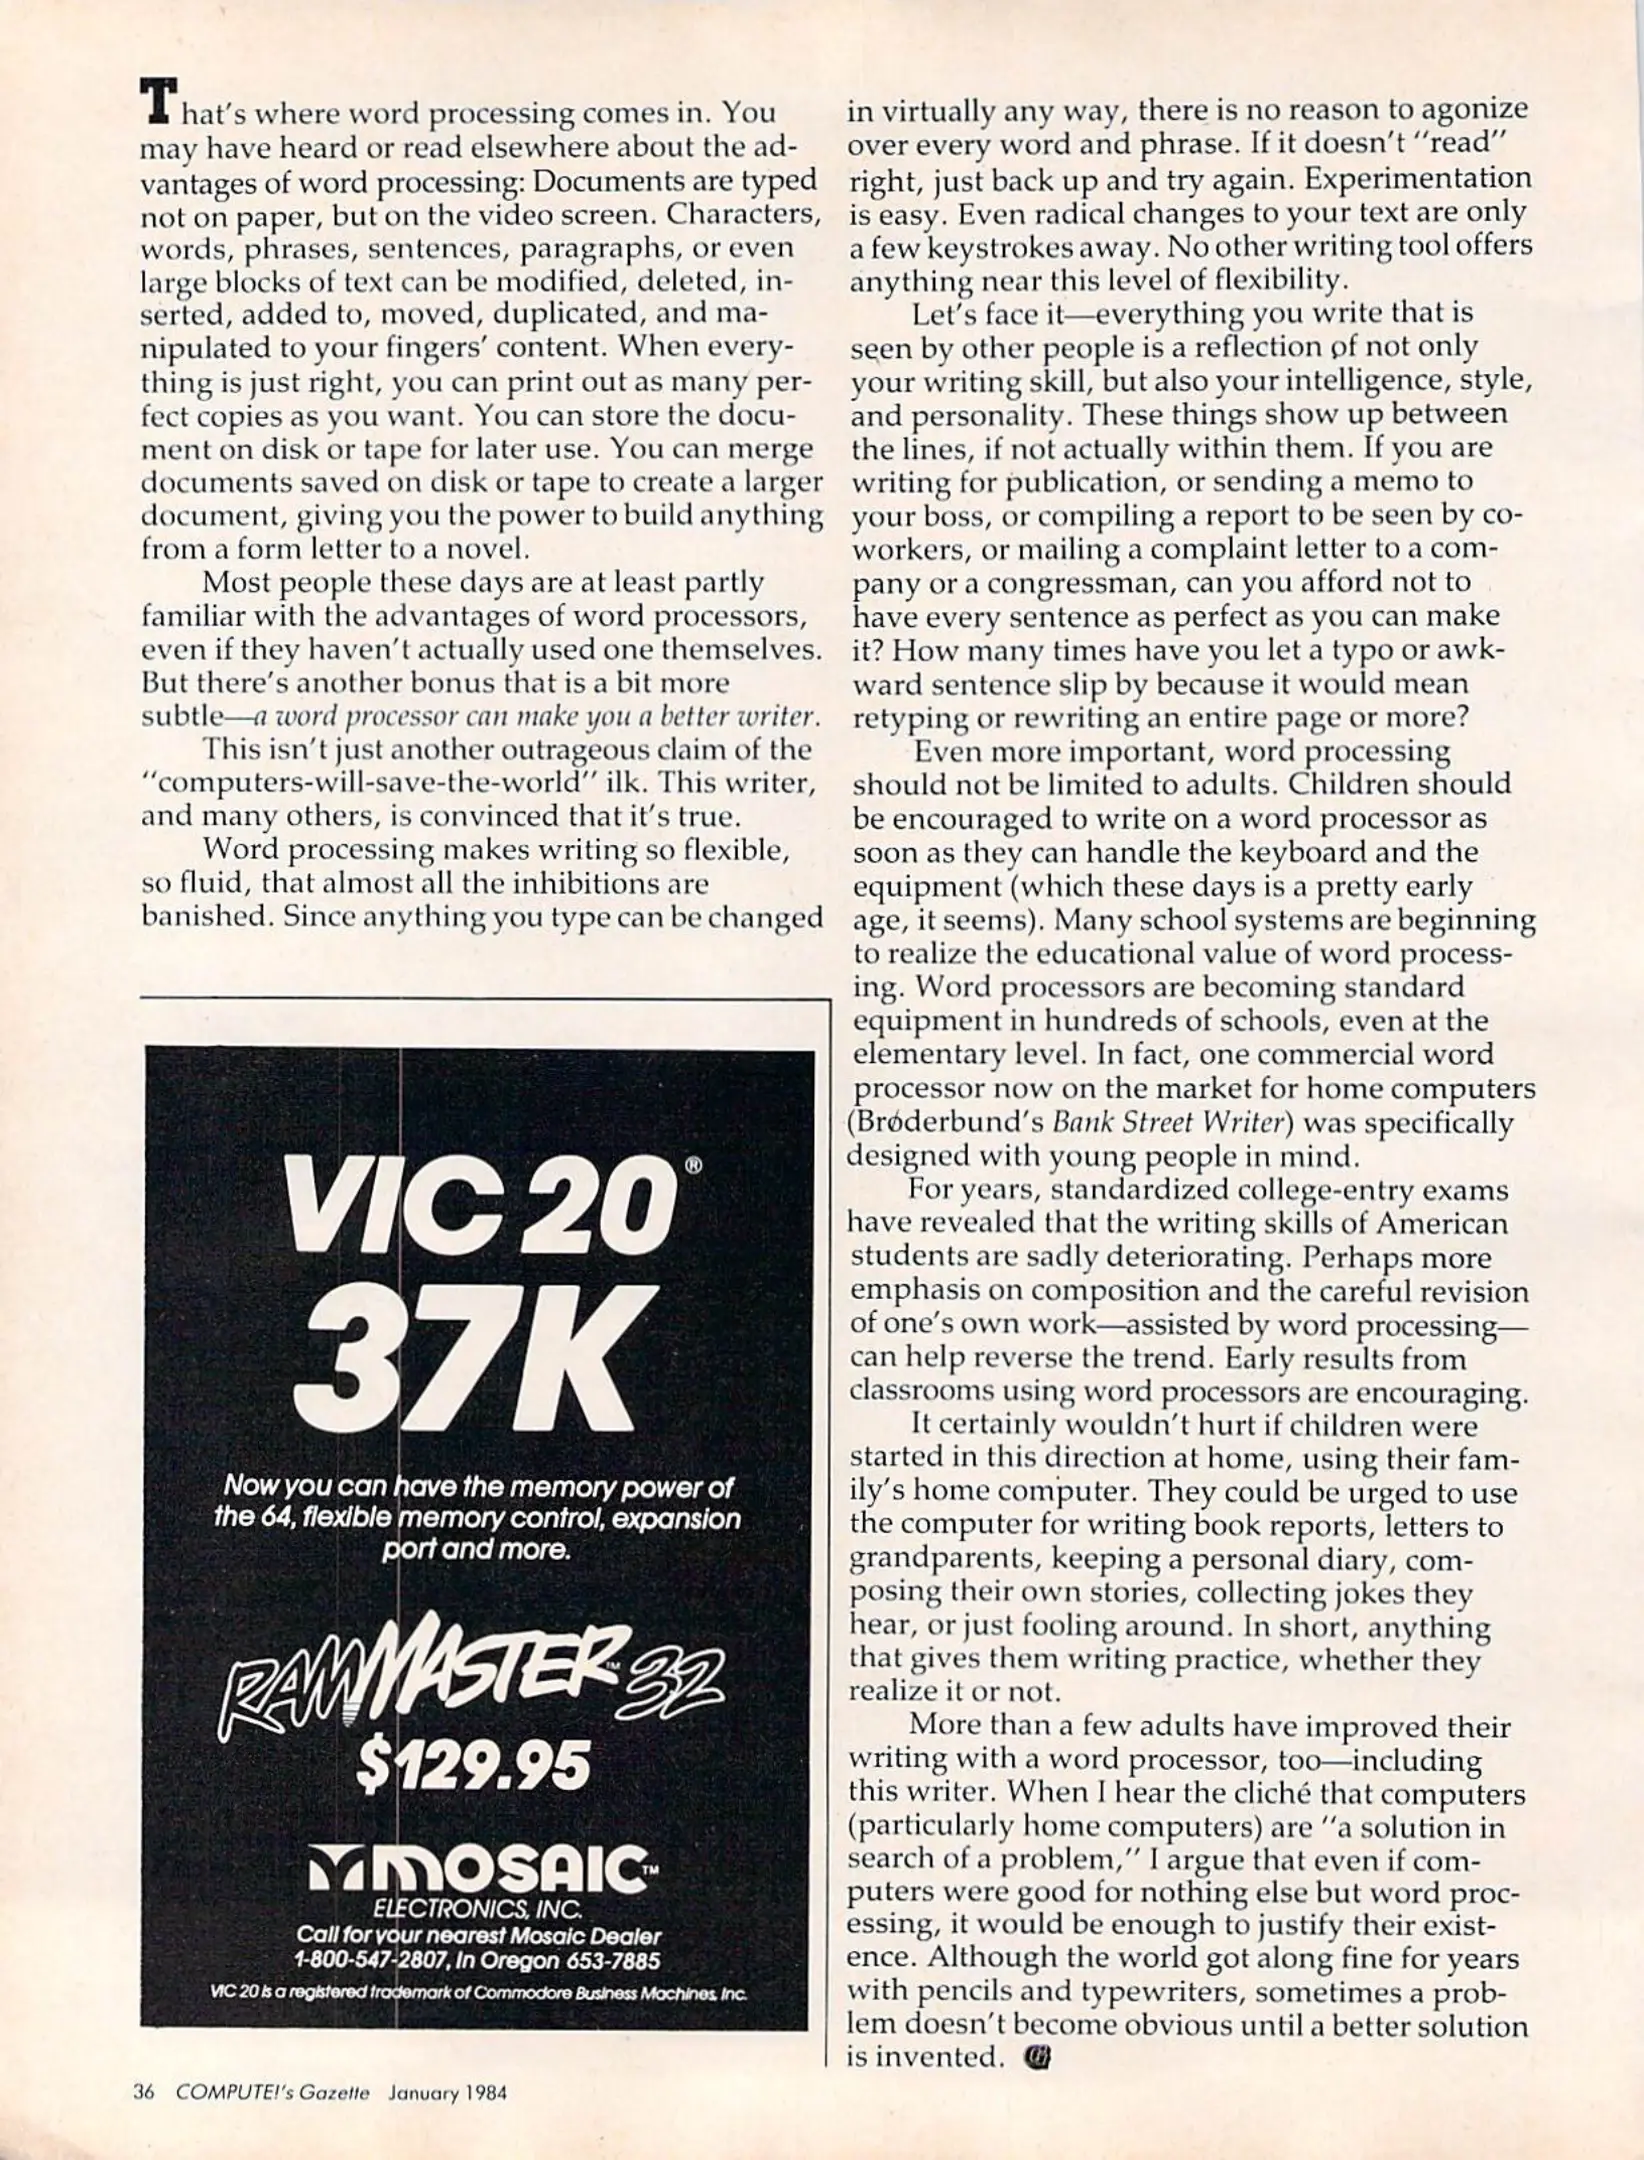 That's where word processing comes in. You
may have heard or read elsewhere about the ad-
vantages of word processing: Documents are typed
not on paper, but on the video screen. Characters,
words, phrases, sentences, paragraphs, or even
large blocks of text can be modified, deleted, in-
serted, added to, moved, duplicated, and ma-
nipulated to your fingers' content. When every-
thing is just right, you can print out as many per-
fect copies as you want. You can store the docu-
ment on disk or tape for later use. You can merge
documents saved on disk or tape to create a larger
document, giving you the power to build anything
from a form letter to a novel.
Most people these days are at least partly
familiar with the advantages of word processors,
even if they haven't actually used one themselves.
But there's another bonus that is a bit more
subtle—a word processor can make you a better writer.
This isn't just another outrageous claim of the
"computers-will-save-the-world" ilk. This writer,
and many others, is convinced that it's true.
Word processing makes writing so flexible,
so fluid, that almost all the inhibitions are
banished. Since anything you type can be changed
in virtually any way, there is no reason to agonize
over every word and phrase. If it doesn't "read"
right, just back up and try again. Experimentation
is easy. Even radical changes to your text are only
a few keystrokes away. No other writing tool offers
anything near this level of flexibility.
Let's face it—everything you write that is
seen by other people is a reflection of not only
your writing skill, but also your intelligence, style,
and personality. These things show up between
the lines, if not actually within them. If you are
writing for publication, or sending a memo to
your boss, or compiling a report to be seen by co-
workers, or mailing a complaint letter to a com-
pany or a congressman, can you afford not to
have every sentence as perfect as you can make
it? How many times have you let a typo or awk-
ward sentence slip by because it would mean
retyping or rewriting an entire page or more?
Even more important, word processing
should not be limited to adults. Children should
be encouraged to write on a word processor as
soon as they can handle the keyboard and the
equipment (which these days is a pretty early
age, it seems). Many school systems are beginning
to realize the educational value of word process-
ing. Word processors are becoming standard
equipment in hundreds of schools, even at the
elementary level. In fact, one commercial word
processor now on the market for home computers
(Brøderbund's Bank Street Writer) was specifically
designed with young people in mind.
For years, standardized college-entry exams
have revealed that the writing skills of American
students are sadly deteriorating. Perhaps more
emphasis on composition and the careful revision
of one's own work—assisted by word processing—
can help reverse the trend. Early results from
classrooms using word processors are encouraging.
It certainly wouldn't hurt if children were
started in this direction at home, using their fam-
ily's home computer. They could be urged to use
the computer for writing book reports, letters to
grandparents, keeping a personal diary, com-
posing their own stories, collecting jokes they
hear, or just fooling around. In short, anything
that gives them writing practice, whether they
realize it or not.
More than a few adults have improved their
writing with a word processor, too—including
this writer. When I hear the cliché that computers
(particularly home computers) are "a solution in
search of a problem," I argue that even if com-
puters were good for nothing else but word proc-
essing, it would be enough to justify their exist-
ence. Although the world got along fine for years
with pencils and typewriters, sometimes a prob-
lem doesn't become obvious until a better solution
is invented. G
VIC 20®
37K
Now you can have the memory power of
the 64, flexible memory control, expansion
port and more.
RAMMASTER™ 32
$129.95
MOSAIC™
ELECTRONICS, INC.
Call for your nearest Mosaic Dealer
1-800-547-2807, In Oregon 653-7885
VIC 20 is a registered trademark of Commodore Business Machines, Inc.
36 COMPUTE!'s Gazette January 1984